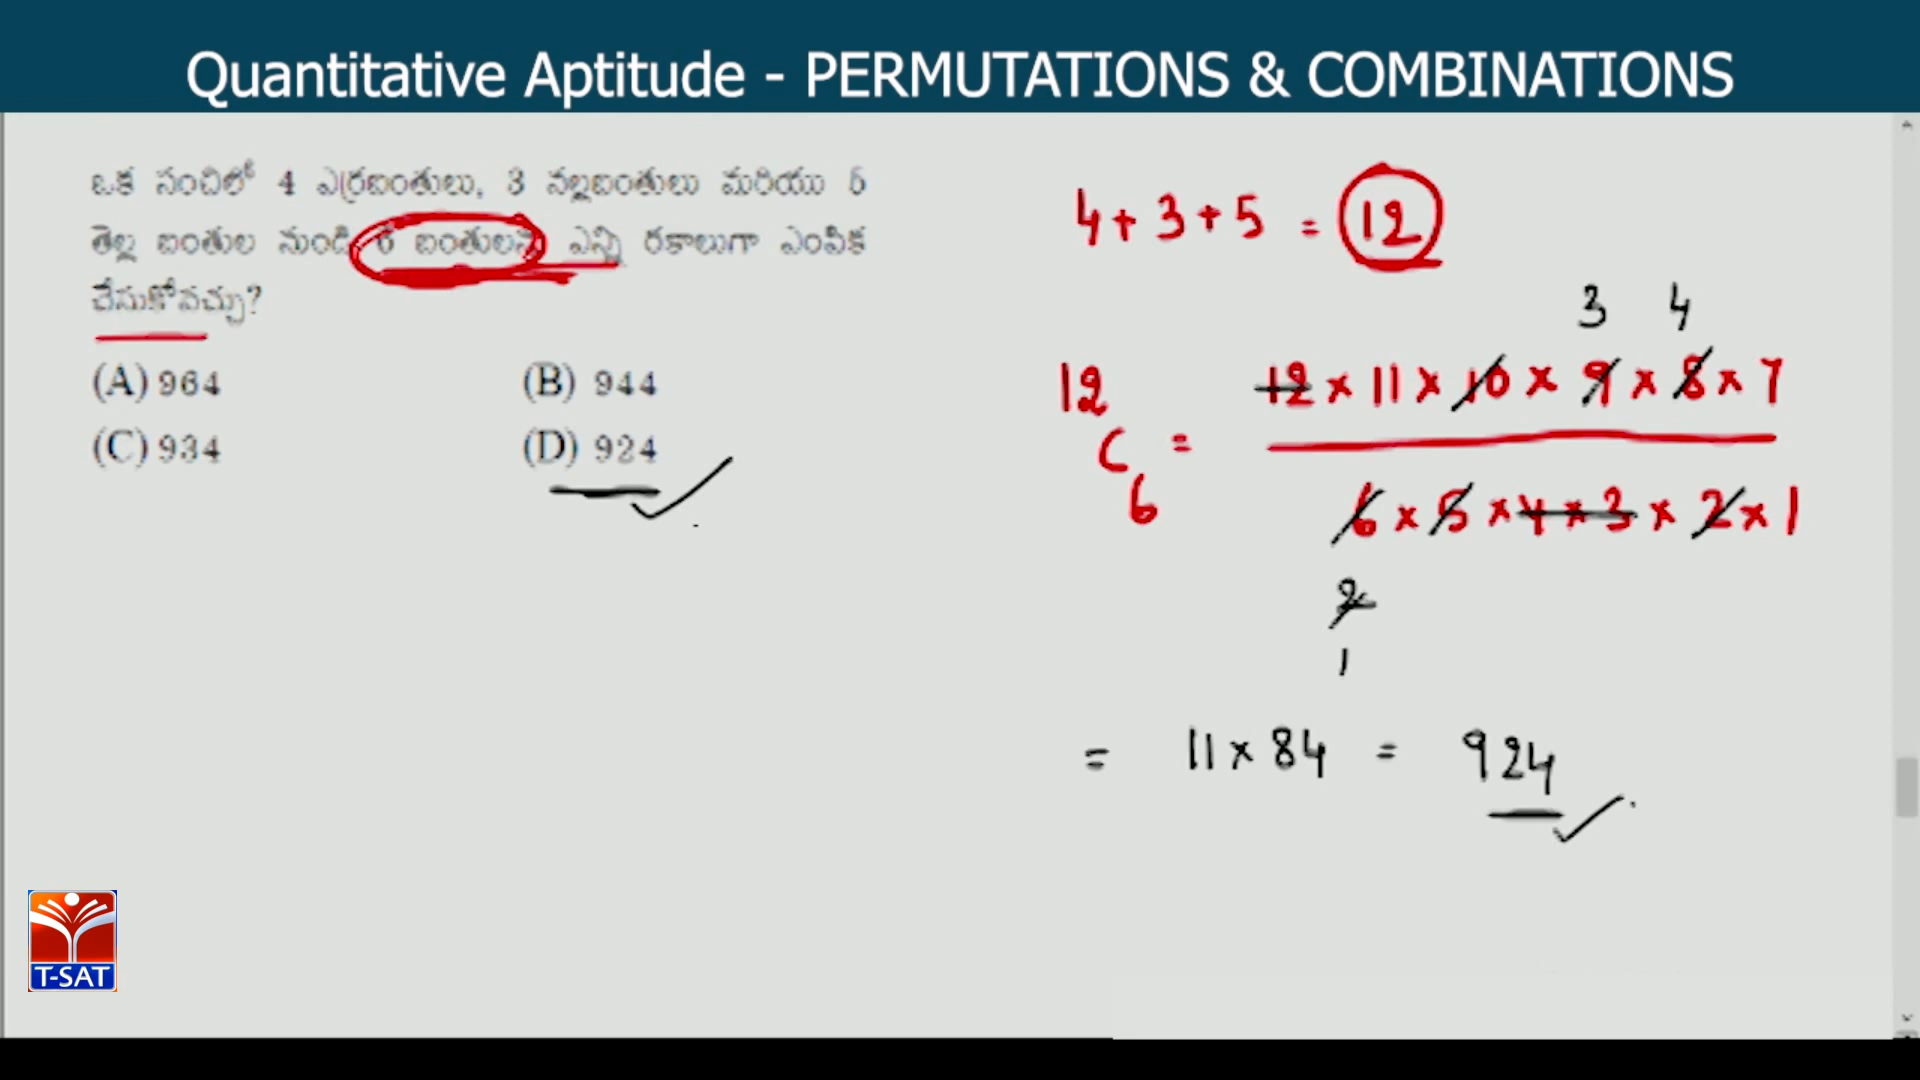 Quantitative Aptitude - PERMUTATIONS & COMBINATIONS
ఒక సంచిలో 4 ఎర్రబంతులు, 3 నల్లబంతులు మరియు 5
తెల్ల బంతుల నుండి 6 బంతులను ఎన్ని రకాలుగా ఎంపిక
చేసుకోవచ్చు?
(A) 964 (B) 944
(C) 934 (D) 924
4 + 3 + 5 = 12
3 4
12 × 11 × 10 × 9 × 8 × 7
12 C 6 =
6 × 5 × 4 × 3 × 2 × 1
2
1
= 11 × 84 = 924
T-SAT